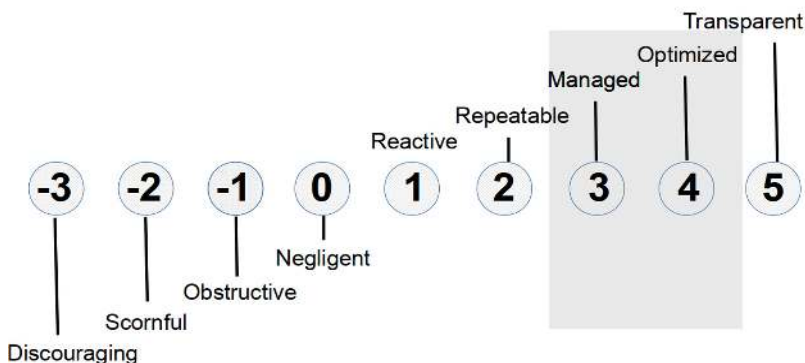 Transparent
Optimized
Managed
Repeatable
Reactive
-3 -2 -1 0 1 2 3 4 5
Negligent
Obstructive
Scornful
Discouraging